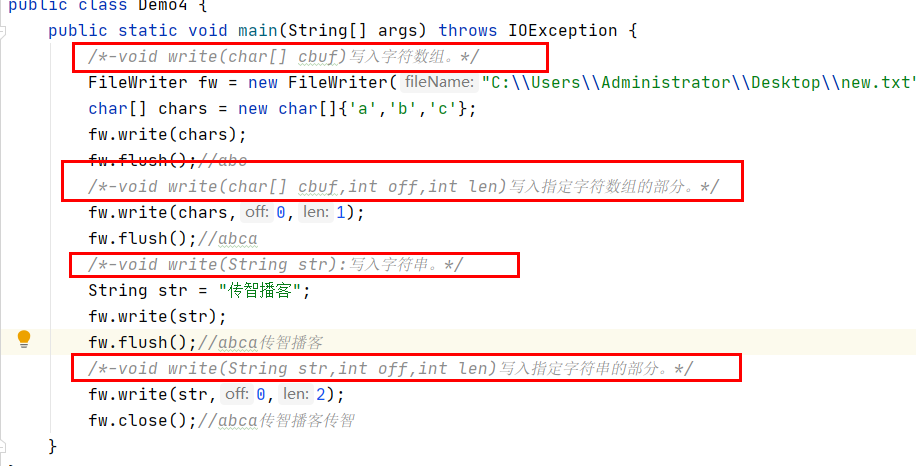 public class Demo4 {
public static void main(String[] args) throws IOException {
/*-void write(char[] cbuf)写入字符数组。*/
FileWriter fw = new FileWriter( fileName: "C:\\Users\\Administrator\\Desktop\\new.txt"
char[] chars = new char[]{'a','b','c'};
fw.write(chars);
fw.flush();//abc
/*-void write(char[] cbuf,int off,int len)写入指定字符数组的部分。*/
fw.write(chars, off: 0, len: 1);
fw.flush();//abca
/*-void write(String str):写入字符串。*/
String str = "传智播客";
fw.write(str);
fw.flush();//abca传智播客
/*-void write(String str,int off,int len)写入指定字符串的部分。*/
fw.write(str, off: 0, len: 2);
fw.close();//abca传智播客传智
}